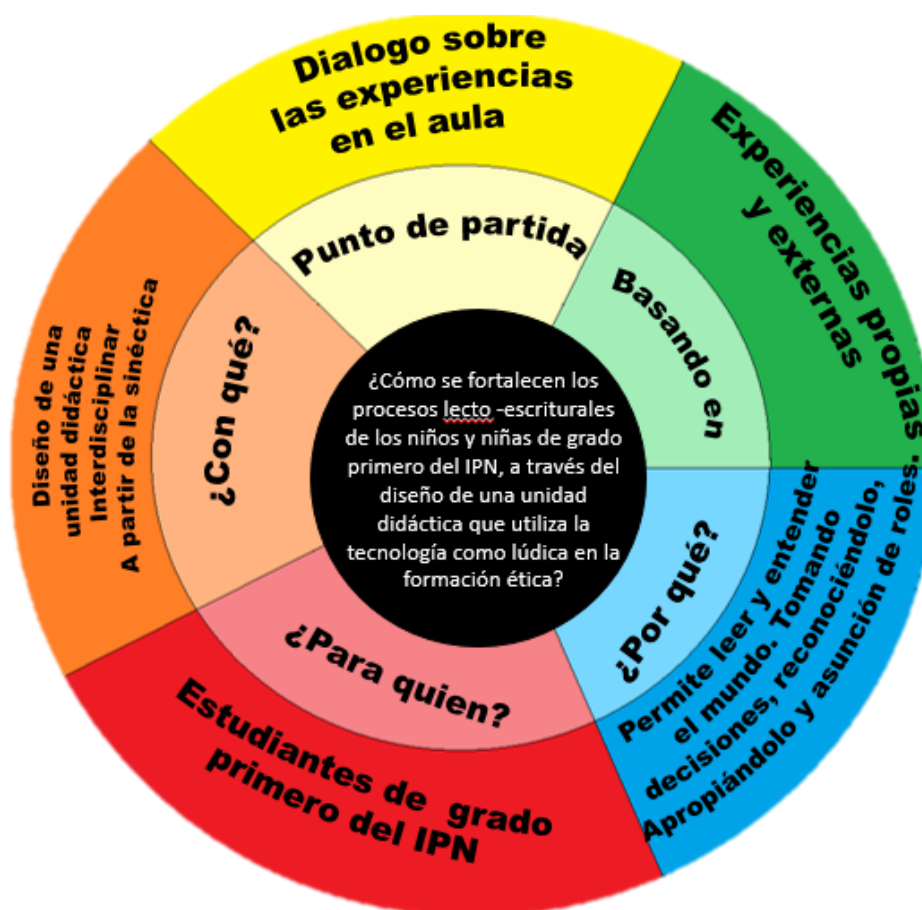 Dialogo sobre
las experiencias
en el aula
Punto de partida
Experiencias propias
y externas
Basando en
¿Por qué?
Permite leer y entender
el mundo. Tomando
decisiones, reconociéndolo,
Apropiándolo y asunción de roles.
¿Para quien?
Estudiantes de grado
primero del IPN
¿Con qué?
Diseño de una
unidad didáctica
Interdisciplinar
A partir de la sinéctica
¿Cómo se fortalecen los
procesos lecto -escriturales
de los niños y niñas de grado
primero del IPN, a través del
diseño de una unidad
didáctica que utiliza la
tecnología como lúdica en la
formación ética?